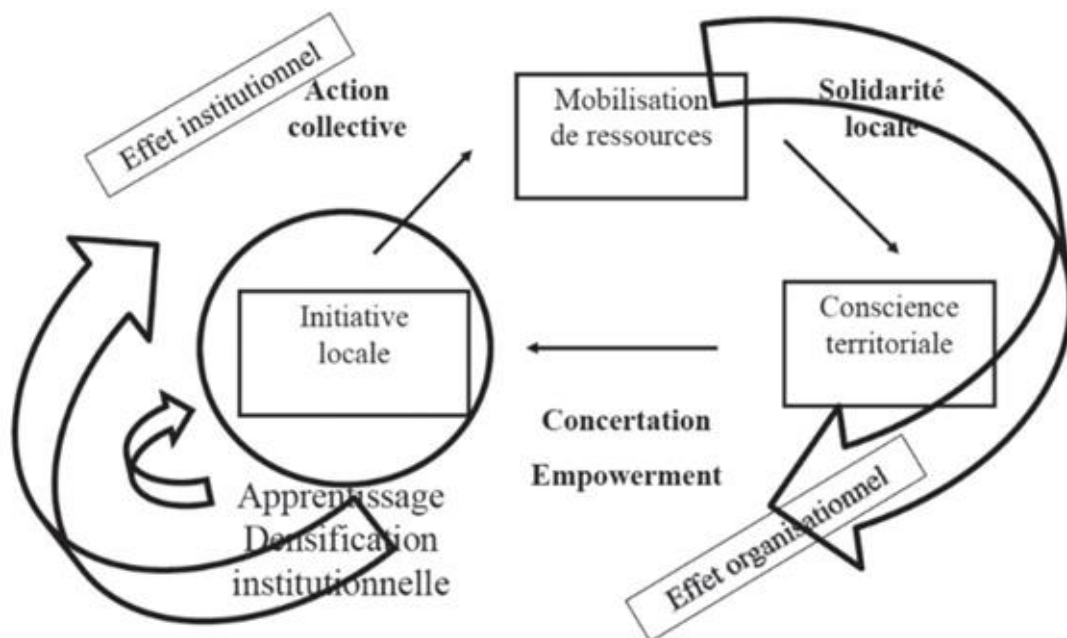 Effet institutionnel
Action
collective
Mobilisation
de ressources
Solidarité
locale
Initiative
locale
Conscience
territoriale
Concertation
Empowerment
Apprentissage
Densification
institutionnelle
Effet organisationnel